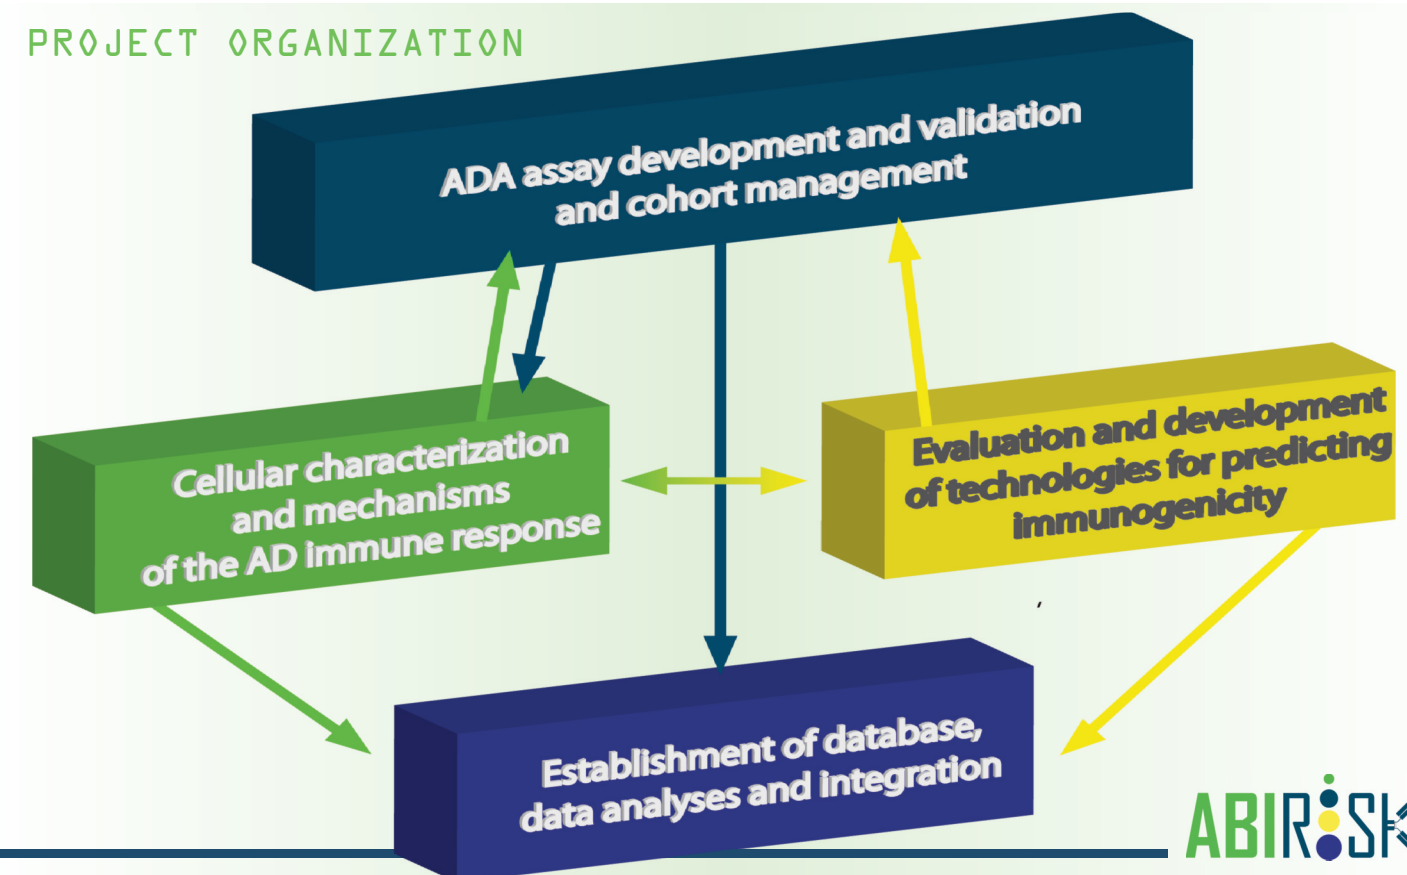 PROJECT ORGANIZATION
ADA assay development and validation
and cohort management
Cellular characterization
and mechanisms
of the AD immune response
Evaluation and development
of technologies for predicting
immunogenicity
,
Establishment of database,
data analyses and integration
ABIRISK